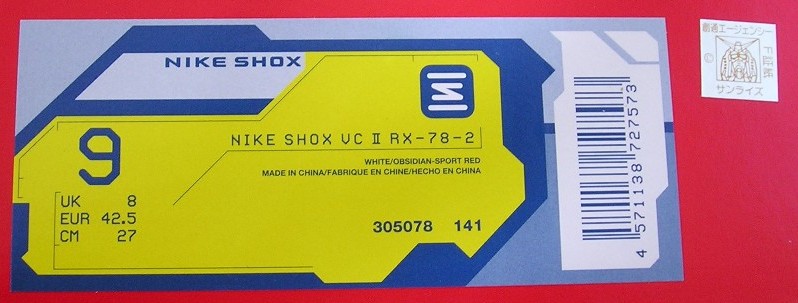 NIKE SHOX
9
NIKE SHOX VC II RX-78-2
WHITE/OBSIDIAN-SPORT RED
MADE IN CHINA/FABRIQUE EN CHINE/HECHO EN CHINA
UK 8
EUR 42.5
CM 27
305078 141
4 571138 727573
創通エージェンシー
©
サンライズ